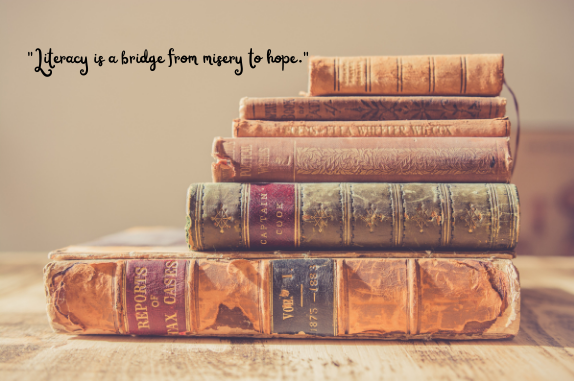 "Literacy is a bridge from misery to hope."
CAPTAIN
COOK
REPORTS
OF
TAX CASES
VOL.
1875-1883